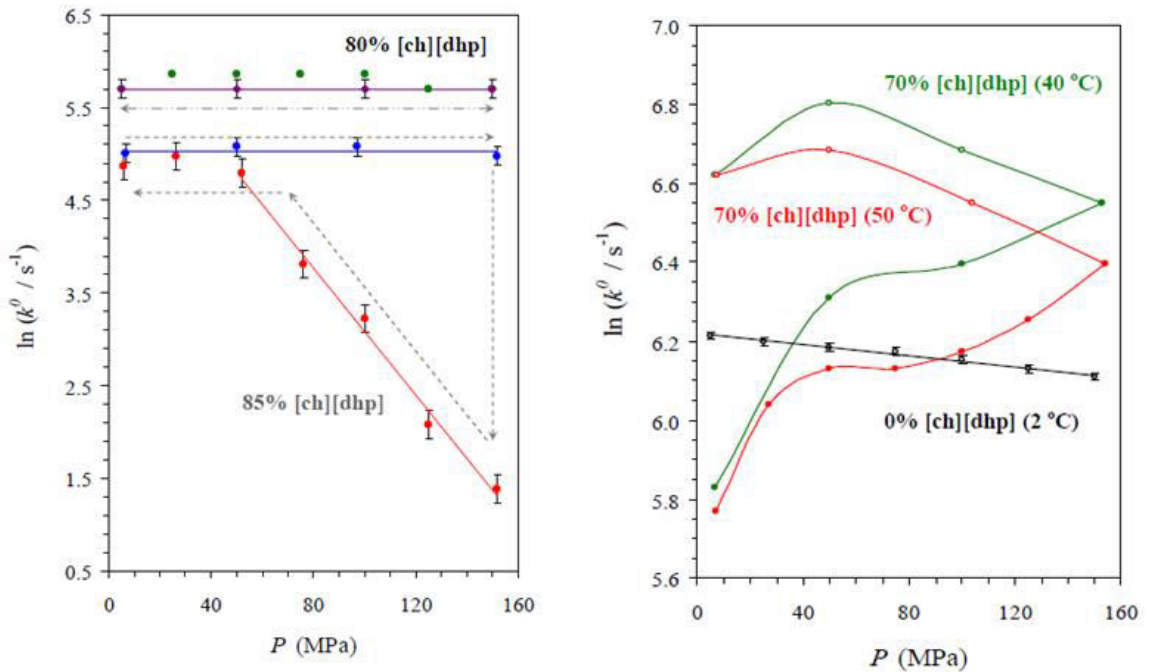 6.5
5.5
4.5
3.5
2.5
1.5
0.5
0
40
80
120
160
ln (k⁰ / s⁻¹)
P (MPa)
80% [ch][dhp]
85% [ch][dhp]
7.0
6.8
6.6
6.4
6.2
6.0
5.8
5.6
0
40
80
120
160
ln (k⁰ / s⁻¹)
P (MPa)
70% [ch][dhp] (40 °C)
70% [ch][dhp] (50 °C)
0% [ch][dhp] (2 °C)